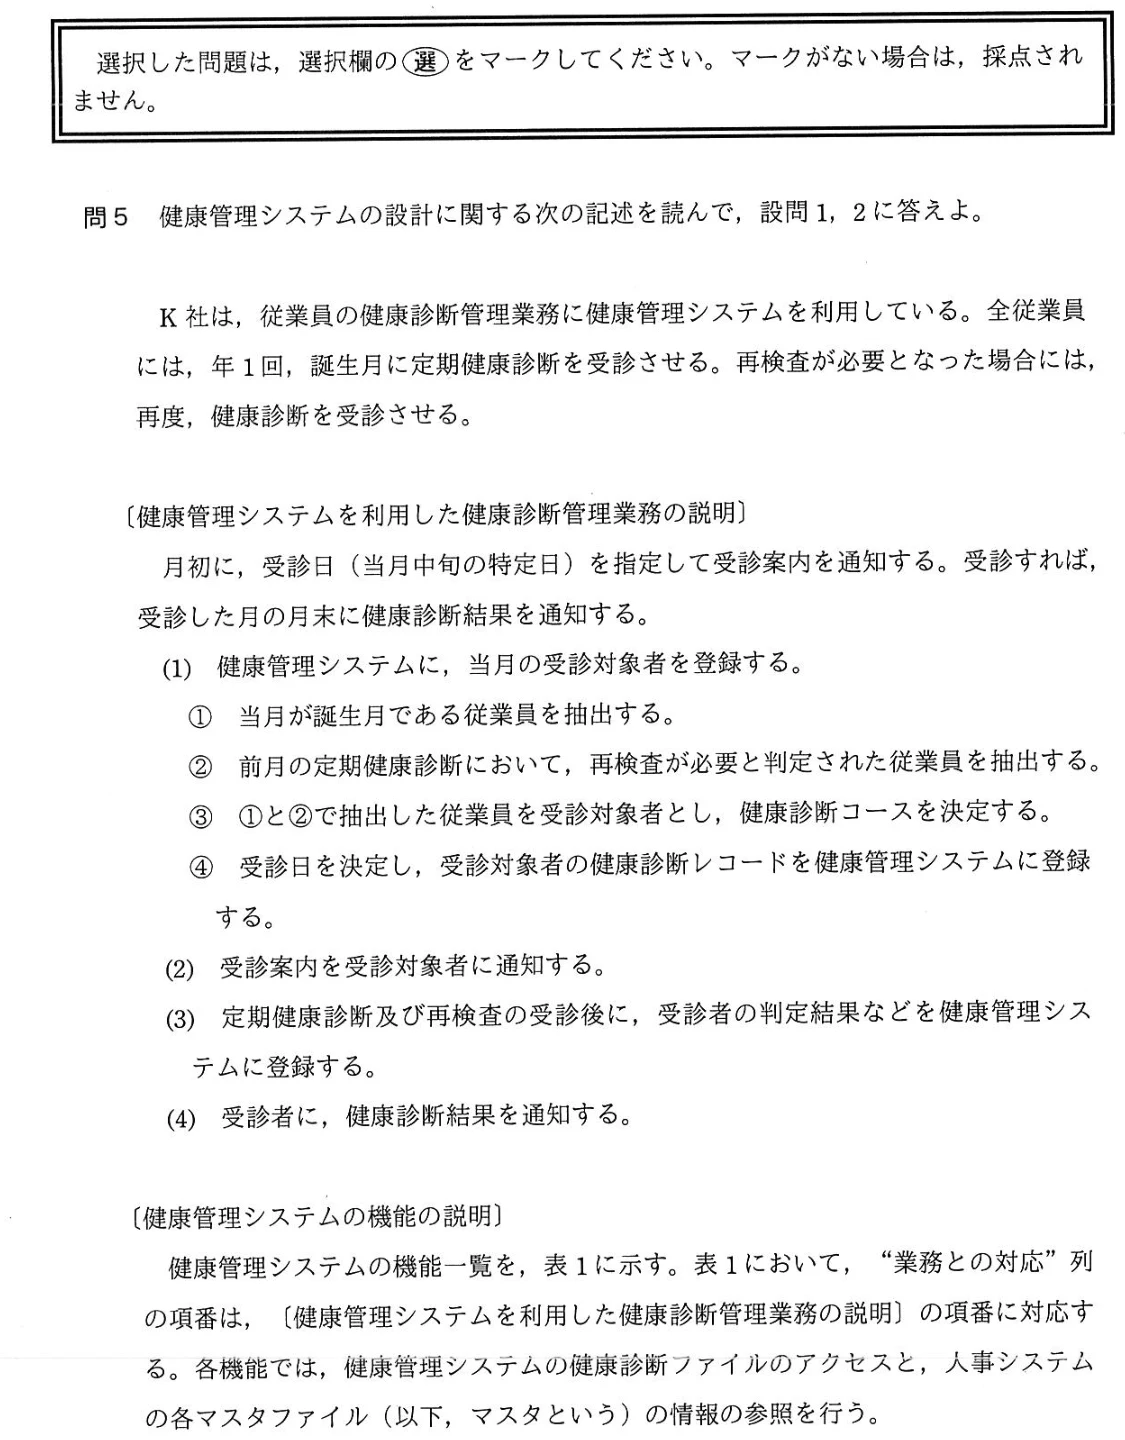 選択した問題は，選択欄の選をマークしてください。マークがない場合は，採点され
ません。
問5 健康管理システムの設計に関する次の記述を読んで，設問1，2に答えよ。
K社は，従業員の健康診断管理業務に健康管理システムを利用している。全従業員
には，年1回，誕生月に定期健康診断を受診させる。再検査が必要となった場合には，
再度，健康診断を受診させる。
〔健康管理システムを利用した健康診断管理業務の説明〕
月初に，受診日（当月中旬の特定日）を指定して受診案内を通知する。受診すれば，
受診した月の月末に健康診断結果を通知する。
(1) 健康管理システムに，当月の受診対象者を登録する。
① 当月が誕生月である従業員を抽出する。
② 前月の定期健康診断において，再検査が必要と判定された従業員を抽出する。
③ ①と②で抽出した従業員を受診対象者とし，健康診断コースを決定する。
④ 受診日を決定し，受診対象者の健康診断レコードを健康管理システムに登録
する。
(2) 受診案内を受診対象者に通知する。
(3) 定期健康診断及び再検査の受診後に，受診者の判定結果などを健康管理シス
テムに登録する。
(4) 受診者に，健康診断結果を通知する。
〔健康管理システムの機能の説明〕
健康管理システムの機能一覧を，表1に示す。表1において，“業務との対応”列
の項番は，〔健康管理システムを利用した健康診断管理業務の説明〕の項番に対応す
る。各機能では，健康管理システムの健康診断ファイルのアクセスと，人事システム
の各マスタファイル（以下，マスタという）の情報の参照を行う。